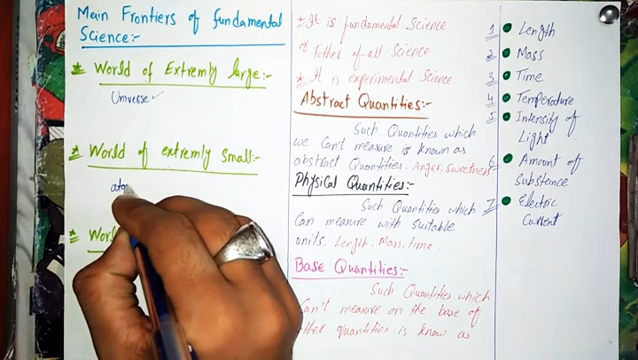 Main Frontiers of fundamental
Science:-
World of Extremly large:-
Universe
World of extremly Small:-
ato
Worl
* It is fundamental Science
* Father of all Science.
* It is experimental Science.
Abstract Quantities:-
Such Quantities which
we Can't measure is known as
abstract Quantities. Anger, Sweetness
Physical Quantities:-
Such Quantities which
Can measure with suitable
units. Length, Mass, time.
Base Quantities:-
Such Quantities which
Can't measure on the base of
other quantities is know as
1 Length
2 Mass
3 Time
4 Temperature
5 Intensity of
Light
6 Amount of
Substence
7 Electric
Current